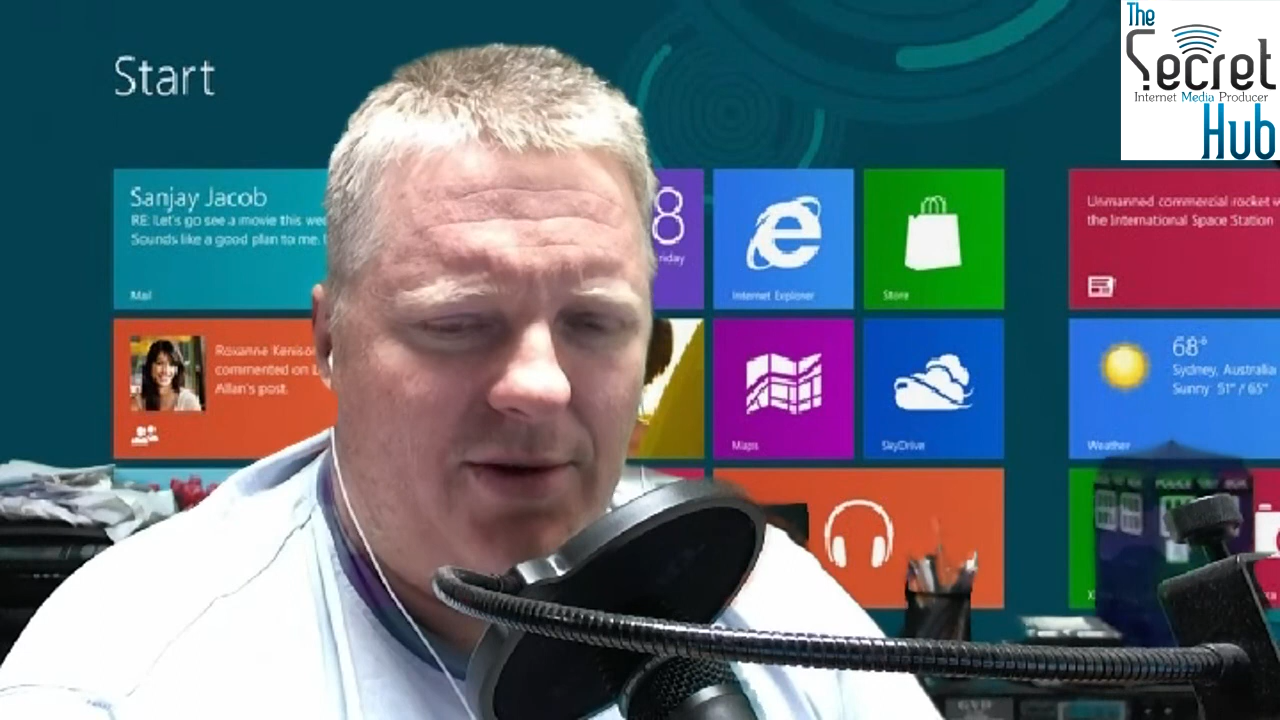 Start
The
Secret
Internet Media Producer
Hub
Sanjay Jacob
RE: Let's go see a movie this
Sounds like a good plan to me.
Mail
8
Internet Explorer
Store
Unmanned commercial rocket
the International Space Station
Roxanne
commented on
Allan's post.
Maps
SkyDrive
68°
Sydney, Australia
Sunny 51° / 65°
Weather